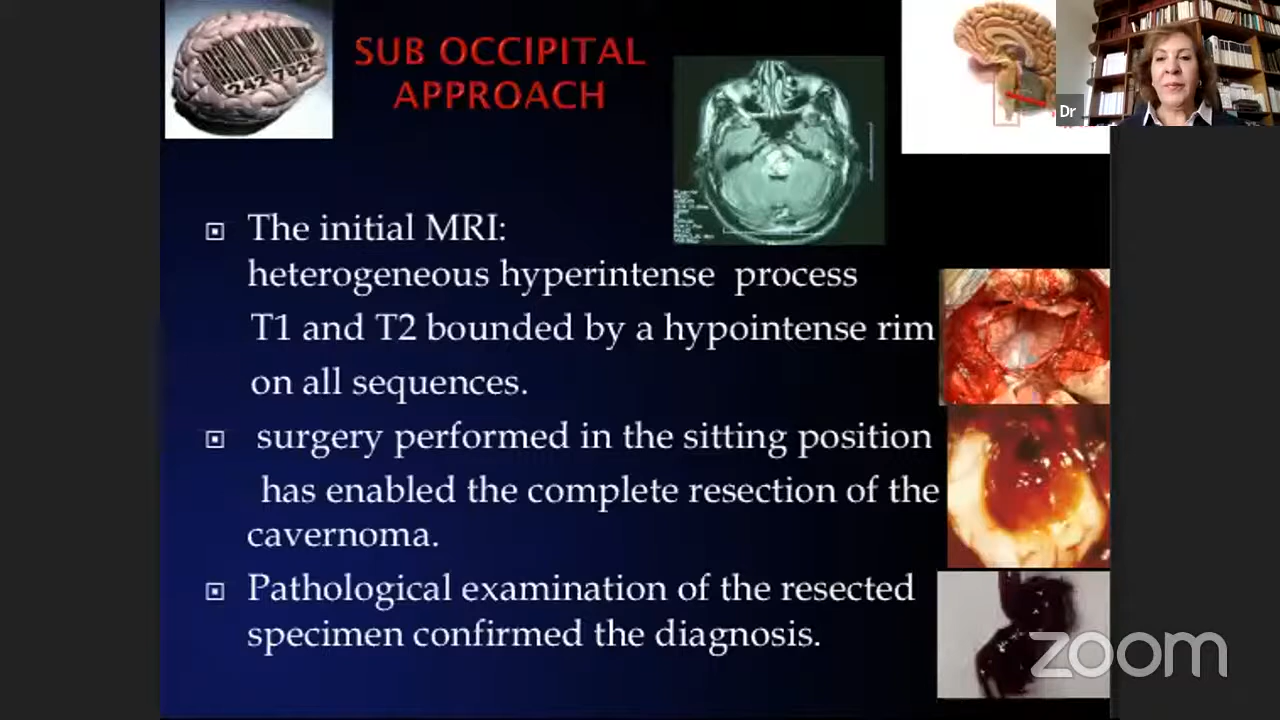 SUB OCCIPITAL
APPROACH
Dr
The initial MRI:
heterogeneous hyperintense process
T1 and T2 bounded by a hypointense rim
on all sequences.
surgery performed in the sitting position
has enabled the complete resection of the
cavernoma.
Pathological examination of the resected
specimen confirmed the diagnosis.
zoom